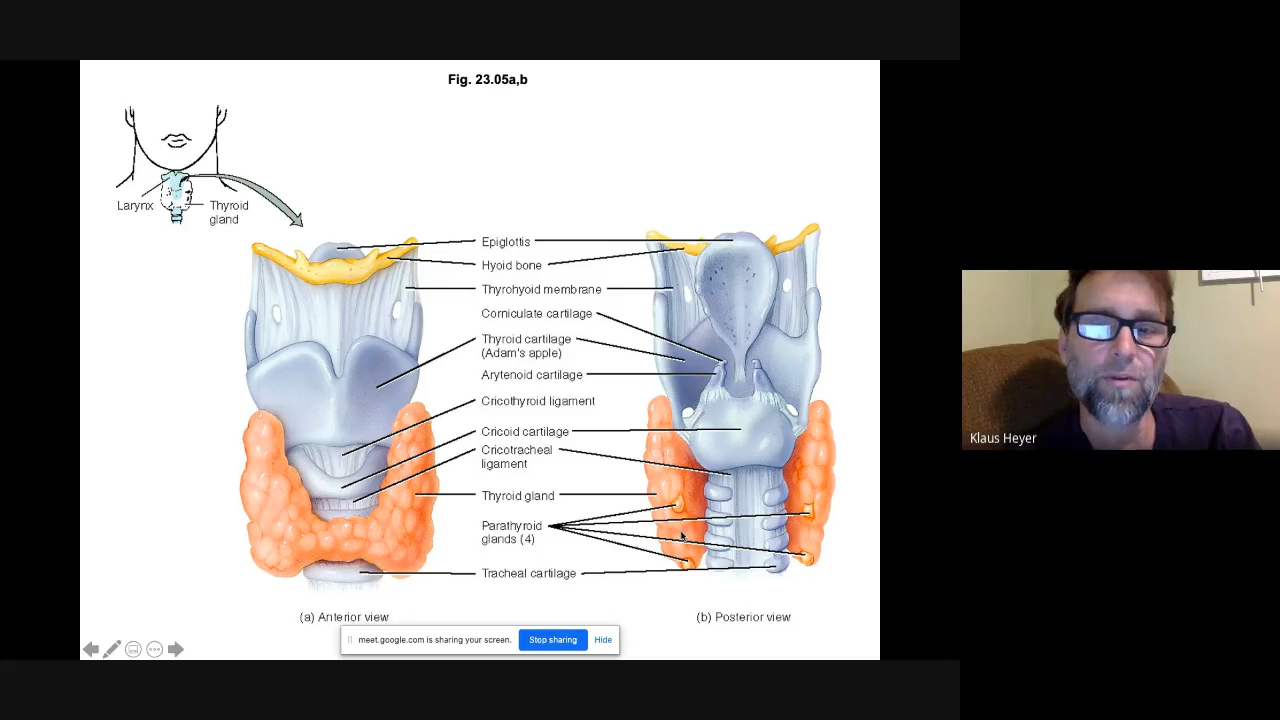 Fig. 23.05a,b
Larynx
Thyroid
gland
Epiglottis
Hyoid bone
Thyrohyoid membrane
Corniculate cartilage
Thyroid cartilage
(Adam's apple)
Arytenoid cartilage
Cricothyroid ligament
Cricoid cartilage
Cricotracheal
ligament
Thyroid gland
Parathyroid
glands (4)
Tracheal cartilage
(a) Anterior view
(b) Posterior view
meet.google.com is sharing your screen.
Stop sharing
Hide
Klaus Heyer